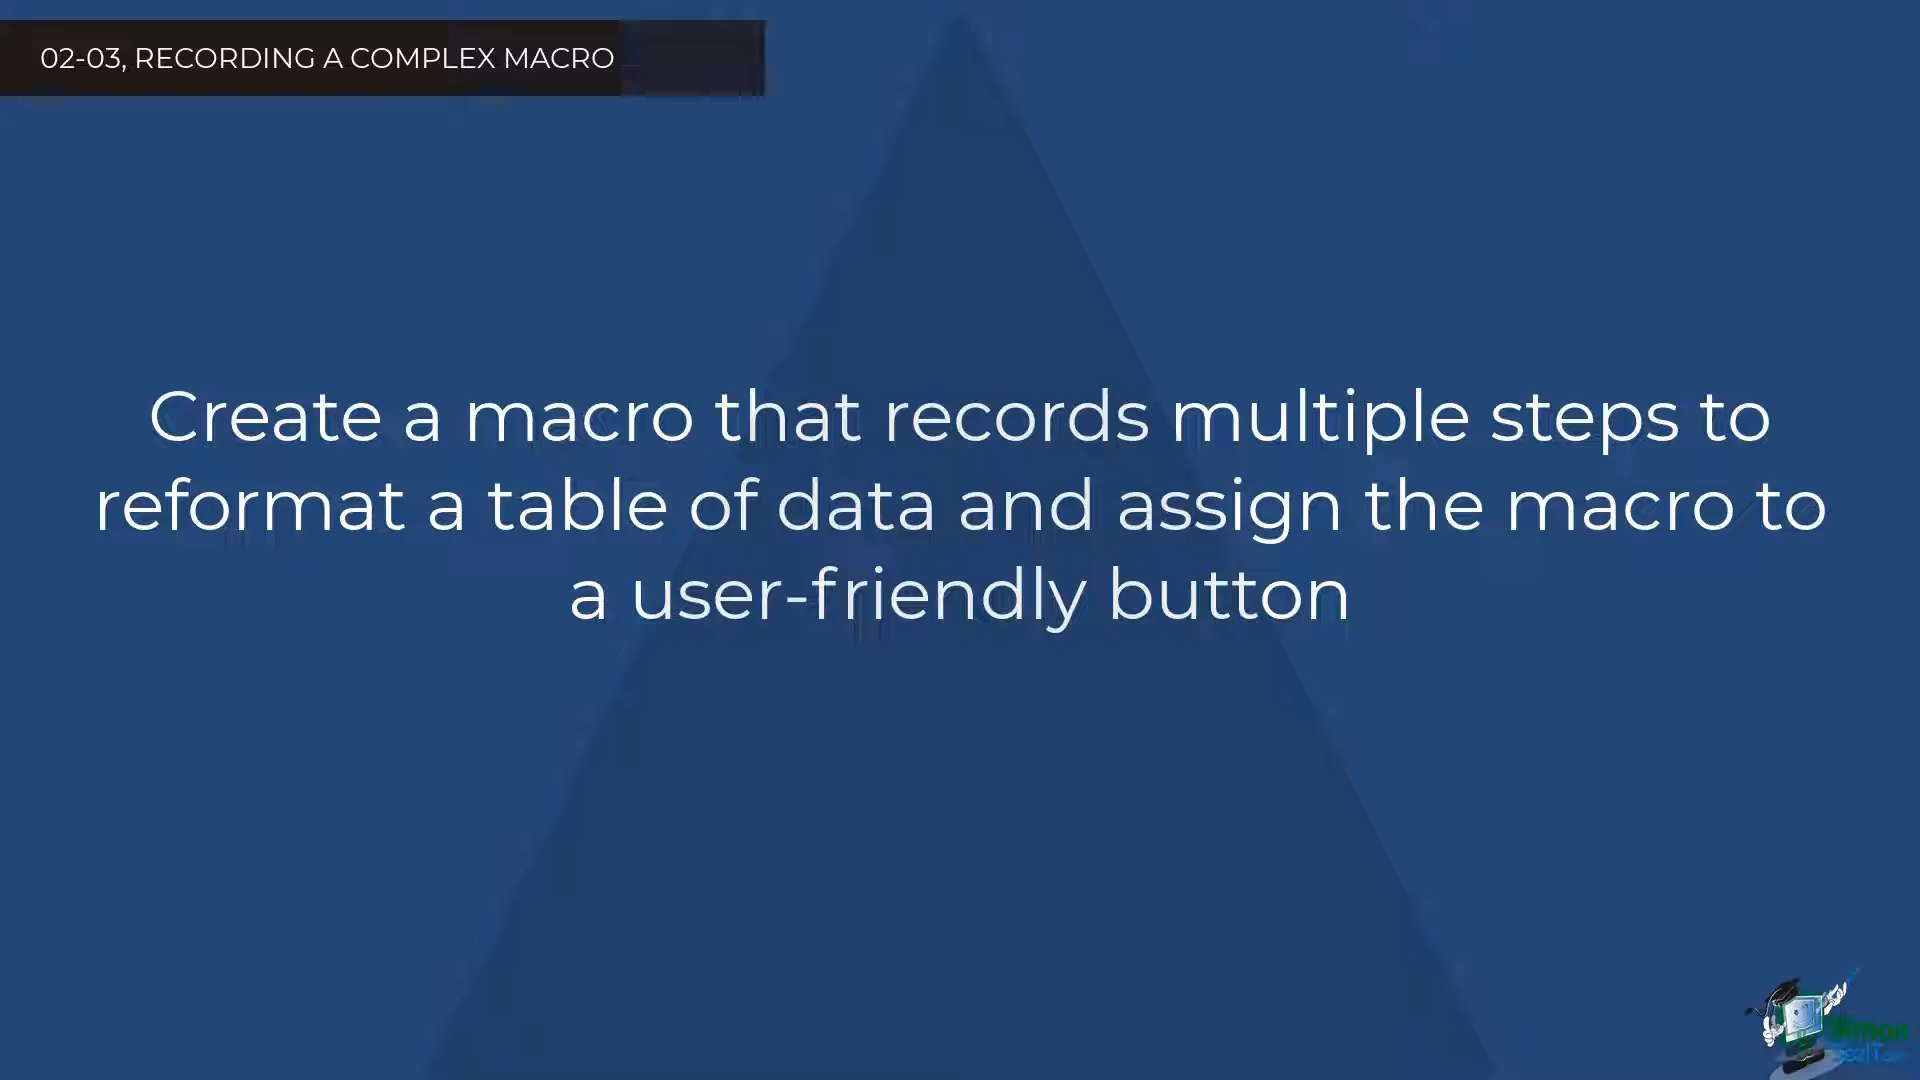 02-03, RECORDING A COMPLEX MACRO
Create a macro that records multiple steps to
reformat a table of data and assign the macro to
a user-friendly button